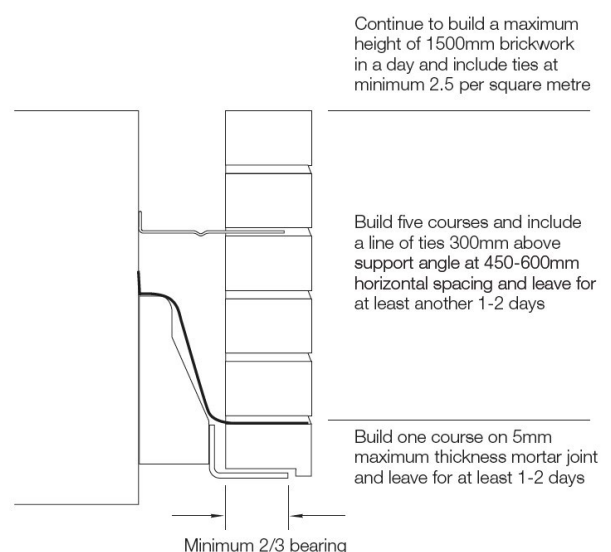 Continue to build a maximum
height of 1500mm brickwork
in a day and include ties at
minimum 2.5 per square metre
Build five courses and include
a line of ties 300mm above
support angle at 450-600mm
horizontal spacing and leave for
at least another 1-2 days
Build one course on 5mm
maximum thickness mortar joint
and leave for at least 1-2 days
Minimum 2/3 bearing